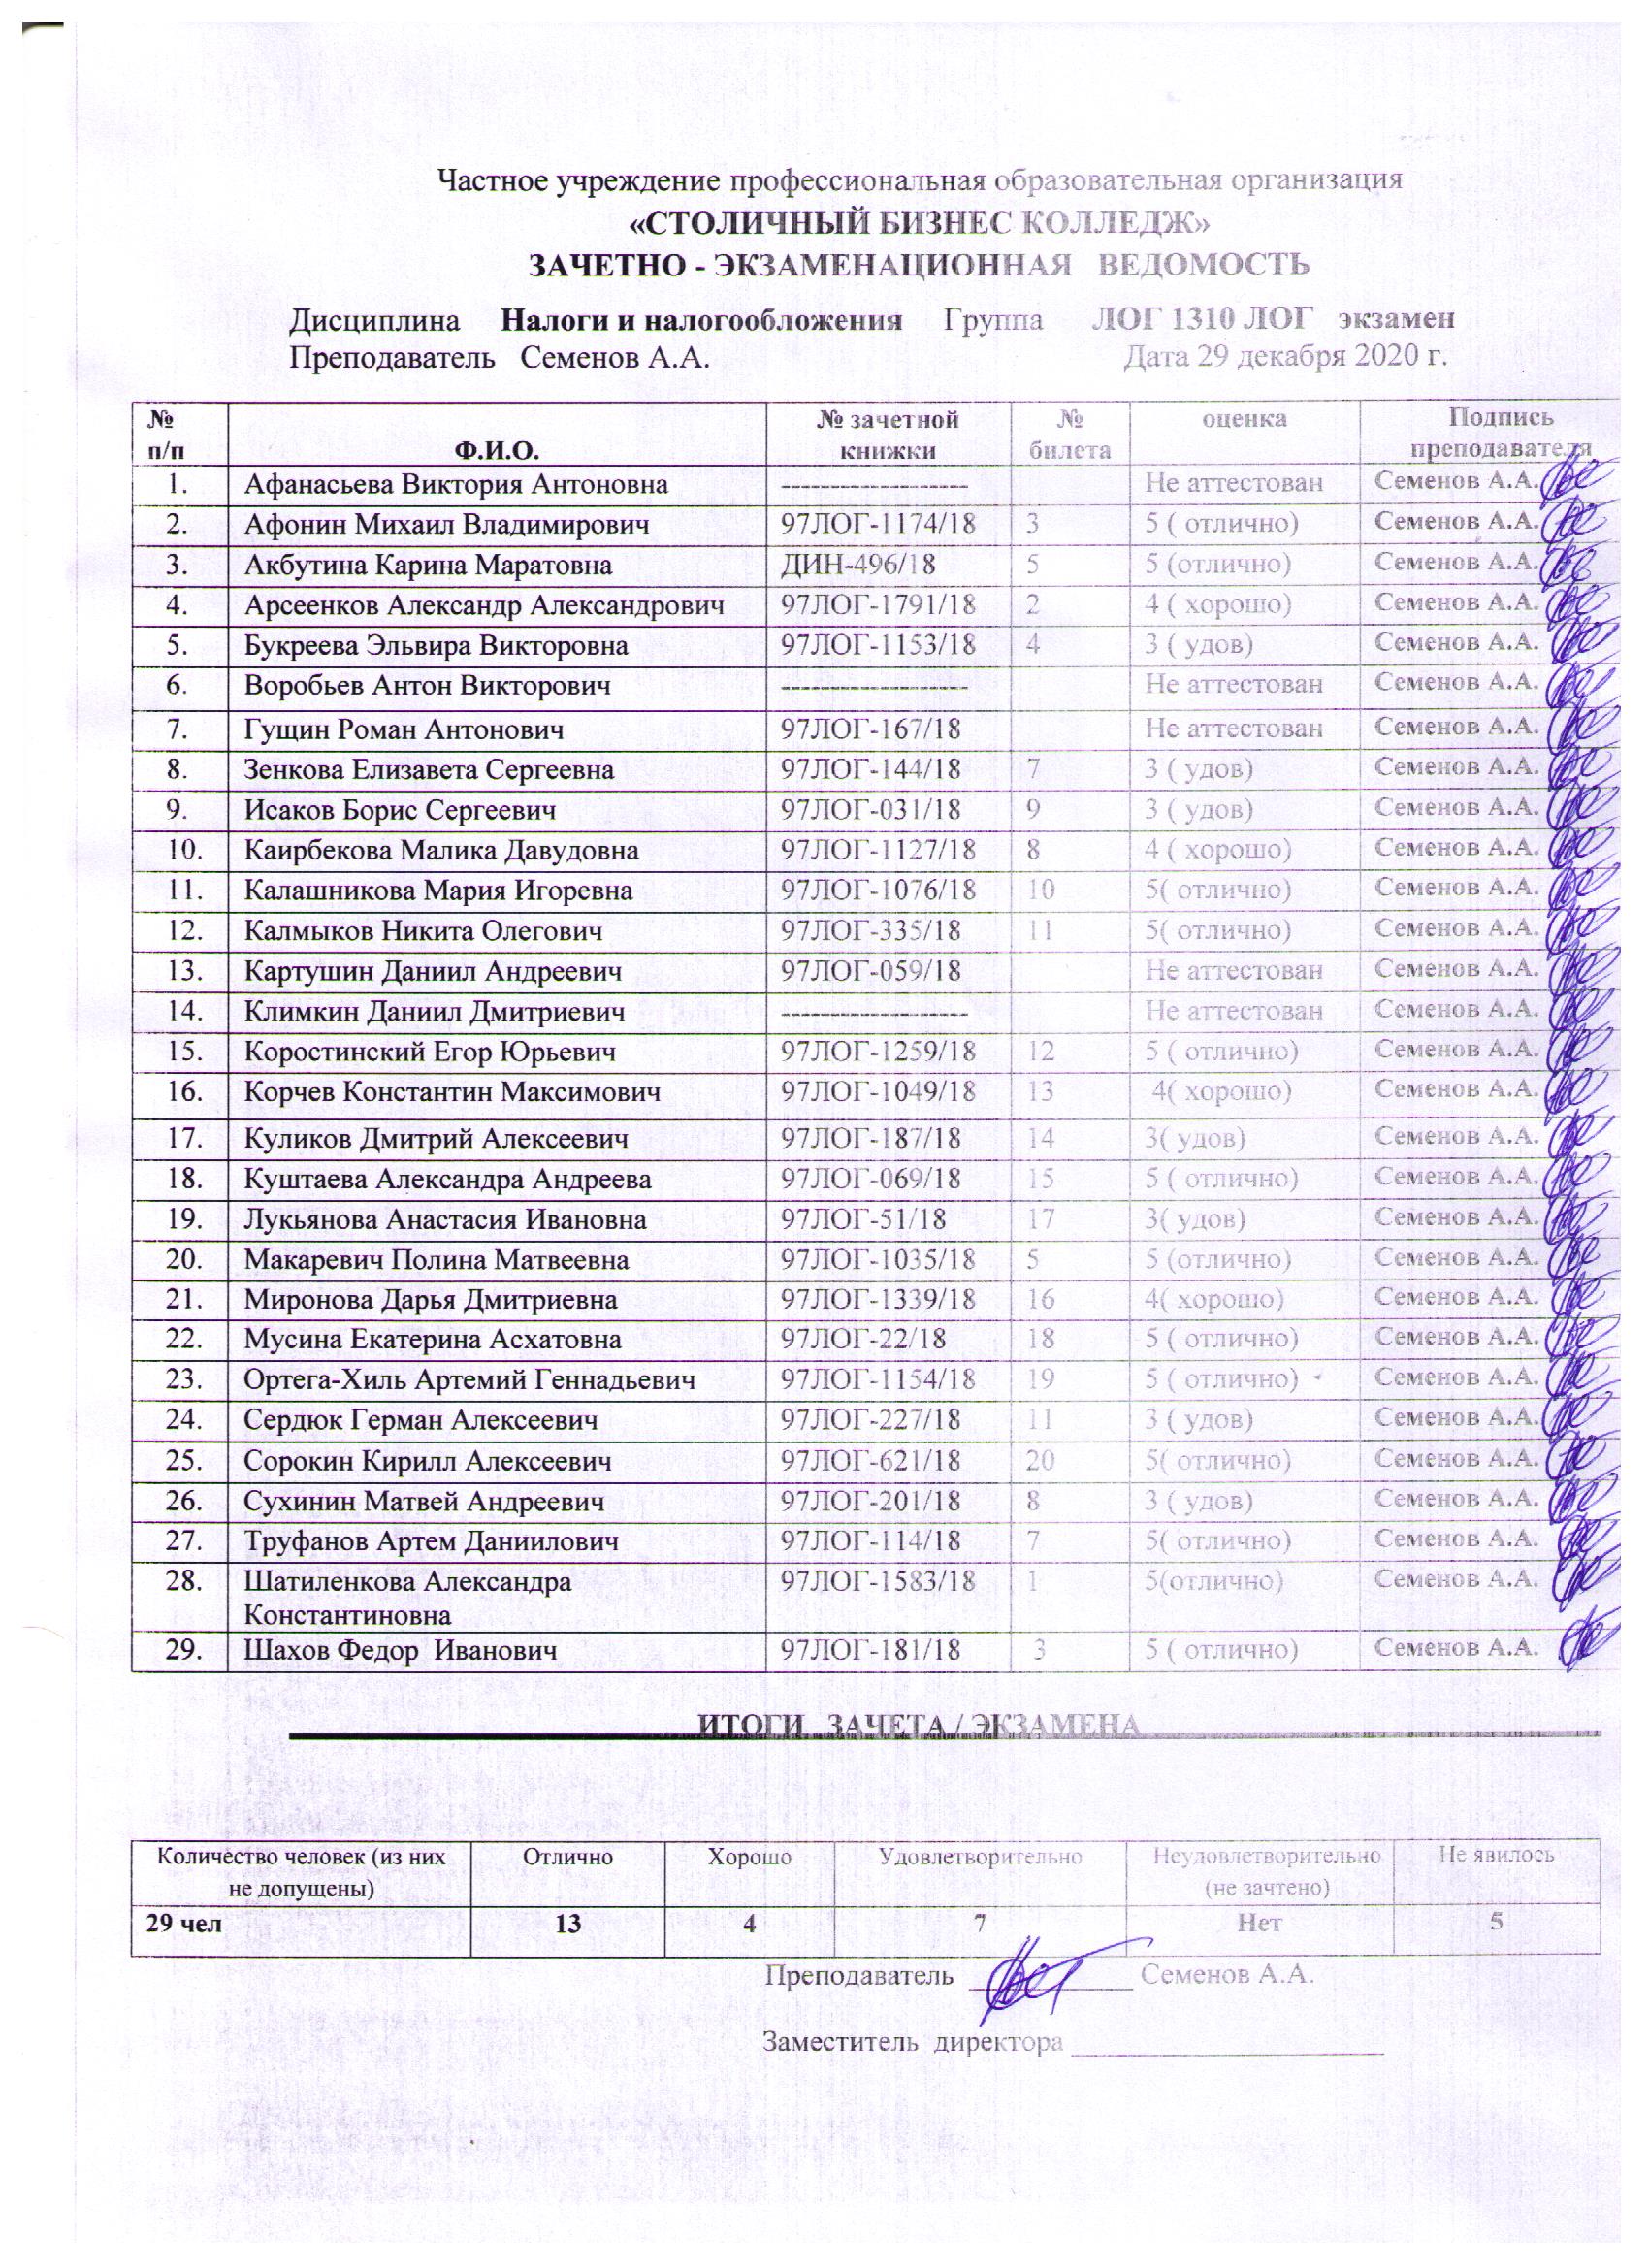 Частное учреждение профессиональная образовательная организация
«СТОЛИЧНЫЙ БИЗНЕС КОЛЛЕДЖ»
ЗАЧЕТНО - ЭКЗАМЕНАЦИОННАЯ ВЕДОМОСТЬ
Дисциплина Налоги и налогообложения Группа ЛОГ 1310 ЛОГ экзамен
Преподаватель Семенов А.А. Дата 29 декабря 2020 г.
№ п/п Ф.И.О. № зачетной книжки № билета оценка Подпись преподавателя
1. Афанасьева Виктория Антоновна ------------------- Не аттестован Семенов А.А.
2. Афонин Михаил Владимирович 97ЛОГ-1174/18 3 5 ( отлично) Семенов А.А.
3. Акбутина Карина Маратовна ДИН-496/18 5 5 (отлично) Семенов А.А.
4. Арсеенков Александр Александрович 97ЛОГ-1791/18 2 4 ( хорошо) Семенов А.А.
5. Букреева Эльвира Викторовна 97ЛОГ-1153/18 4 3 ( удов) Семенов А.А.
6. Воробьев Антон Викторович ------------------- Не аттестован Семенов А.А.
7. Гущин Роман Антонович 97ЛОГ-167/18 Не аттестован Семенов А.А.
8. Зенкова Елизавета Сергеевна 97ЛОГ-144/18 7 3 ( удов) Семенов А.А.
9. Исаков Борис Сергеевич 97ЛОГ-031/18 9 3 ( удов) Семенов А.А.
10. Каирбекова Малика Давудовна 97ЛОГ-1127/18 8 4 ( хорошо) Семенов А.А.
11. Калашникова Мария Игоревна 97ЛОГ-1076/18 10 5( отлично) Семенов А.А.
12. Калмыков Никита Олегович 97ЛОГ-335/18 11 5( отлично) Семенов А.А.
13. Картушин Даниил Андреевич 97ЛОГ-059/18 Не аттестован Семенов А.А.
14. Климкин Даниил Дмитриевич ------------------- Не аттестован Семенов А.А.
15. Коростинский Егор Юрьевич 97ЛОГ-1259/18 12 5 ( отлично) Семенов А.А.
16. Корчев Константин Максимович 97ЛОГ-1049/18 13 4( хорошо) Семенов А.А.
17. Куликов Дмитрий Алексеевич 97ЛОГ-187/18 14 3( удов) Семенов А.А.
18. Куштаева Александра Андреева 97ЛОГ-069/18 15 5 ( отлично) Семенов А.А.
19. Лукьянова Анастасия Ивановна 97ЛОГ-51/18 17 3( удов) Семенов А.А.
20. Макаревич Полина Матвеевна 97ЛОГ-1035/18 5 5 (отлично) Семенов А.А.
21. Миронова Дарья Дмитриевна 97ЛОГ-1339/18 16 4( хорошо) Семенов А.А.
22. Мусина Екатерина Асхатовна 97ЛОГ-22/18 18 5 ( отлично) Семенов А.А.
23. Ортега-Хиль Артемий Геннадьевич 97ЛОГ-1154/18 19 5 ( отлично) Семенов А.А.
24. Сердюк Герман Алексеевич 97ЛОГ-227/18 11 3 ( удов) Семенов А.А.
25. Сорокин Кирилл Алексеевич 97ЛОГ-621/18 20 5( отлично) Семенов А.А.
26. Сухинин Матвей Андреевич 97ЛОГ-201/18 8 3 ( удов) Семенов А.А.
27. Труфанов Артем Даниилович 97ЛОГ-114/18 7 5( отлично) Семенов А.А.
28. Шатиленкова Александра 97ЛОГ-1583/18 1 5(отлично) Семенов А.А.
Константиновна
29. Шахов Федор Иванович 97ЛОГ-181/18 3 5 ( отлично) Семенов А.А.
ИТОГИ ЗАЧЕТА / ЭКЗАМЕНА
Количество человек (из них не допущены) Отлично Хорошо Удовлетворительно Неудовлетворительно (не зачтено) Не явилось
29 чел 13 4 7 Нет 5
Преподаватель ___________ Семенов А.А.
Заместитель директора _____________________